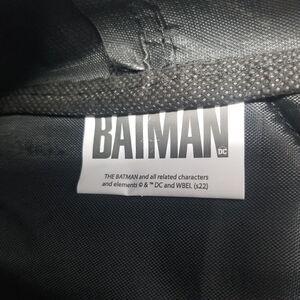 BATMAN
DC
THE BATMAN and all related characters
and elements © & ™ DC and WBEI. (s22)